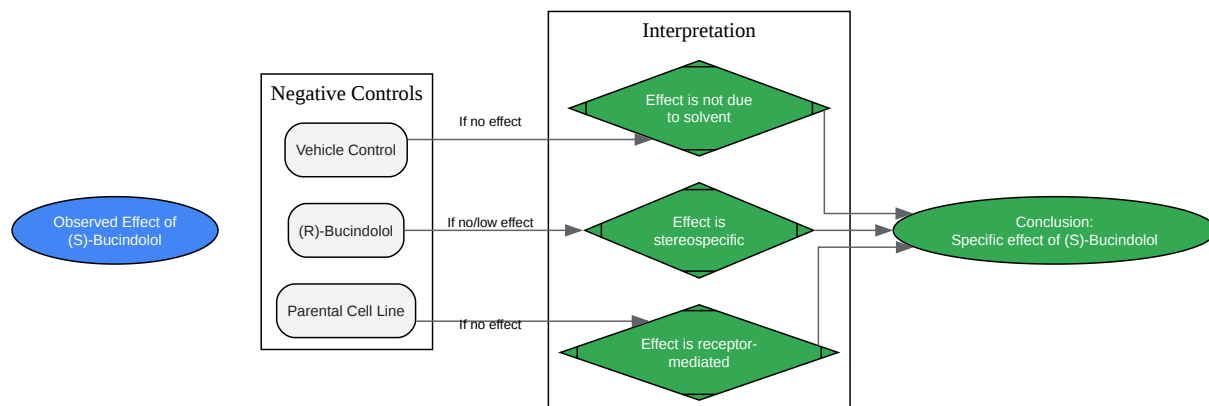 Observed Effect of
(S)-Bucindolol
Negative Controls
Vehicle Control
(R)-Bucindolol
Parental Cell Line
If no effect
If no/low effect
If no effect
Interpretation
Effect is not due
to solvent
Effect is
stereospecific
Effect is receptor-
mediated
Conclusion:
Specific effect of (S)-Bucindolol